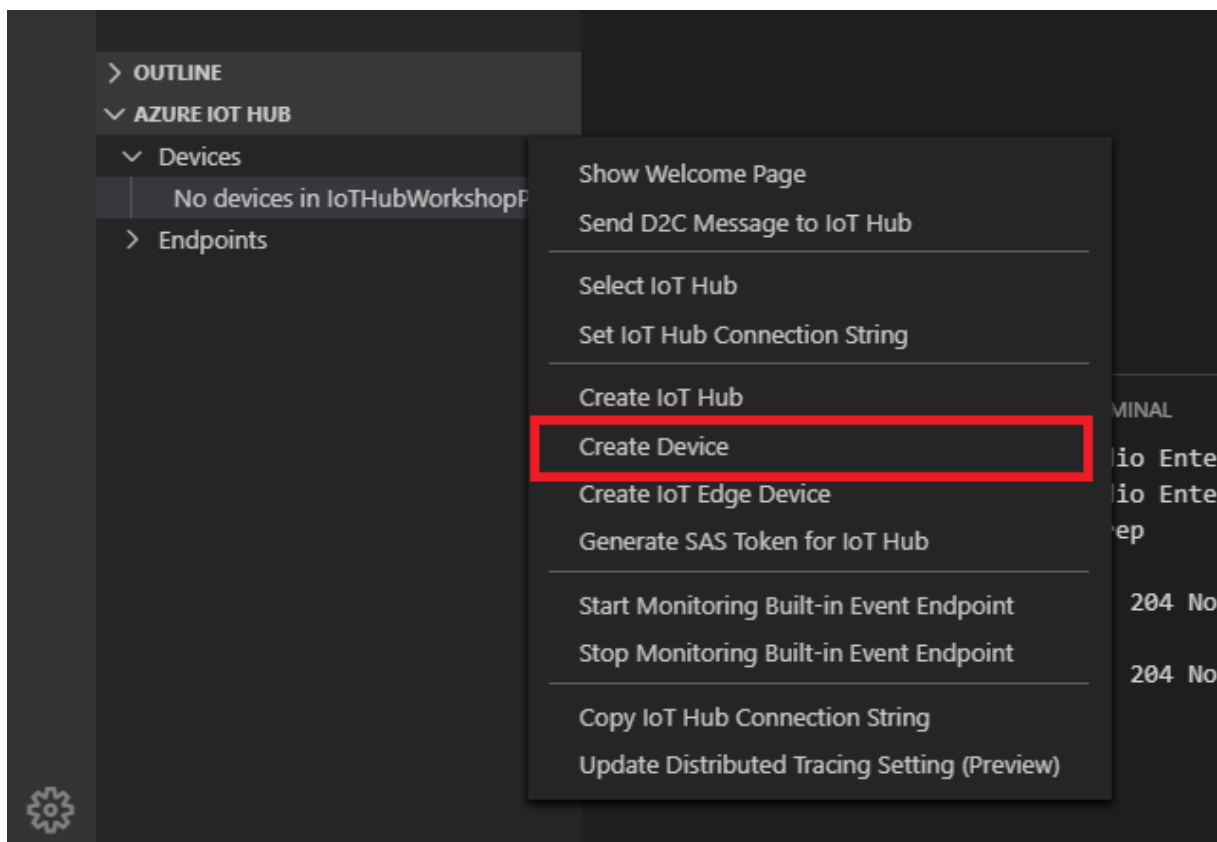 OUTLINE
AZURE IOT HUB
Devices
No devices in IoTHubWorkshopP
Endpoints
Show Welcome Page
Send D2C Message to IoT Hub
Select IoT Hub
Set IoT Hub Connection String
Create IoT Hub
Create Device
Create IoT Edge Device
Generate SAS Token for IoT Hub
Start Monitoring Built-in Event Endpoint
Stop Monitoring Built-in Event Endpoint
Copy IoT Hub Connection String
Update Distributed Tracing Setting (Preview)
MINAL
io Ente
io Ente
ep
204 No
204 No